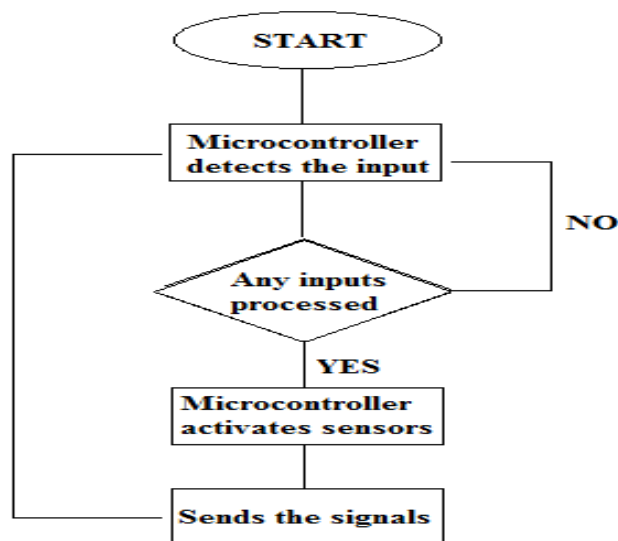 START
Microcontroller
detects the input
NO
Any inputs
processed
YES
Microcontroller
activates sensors
Sends the signals